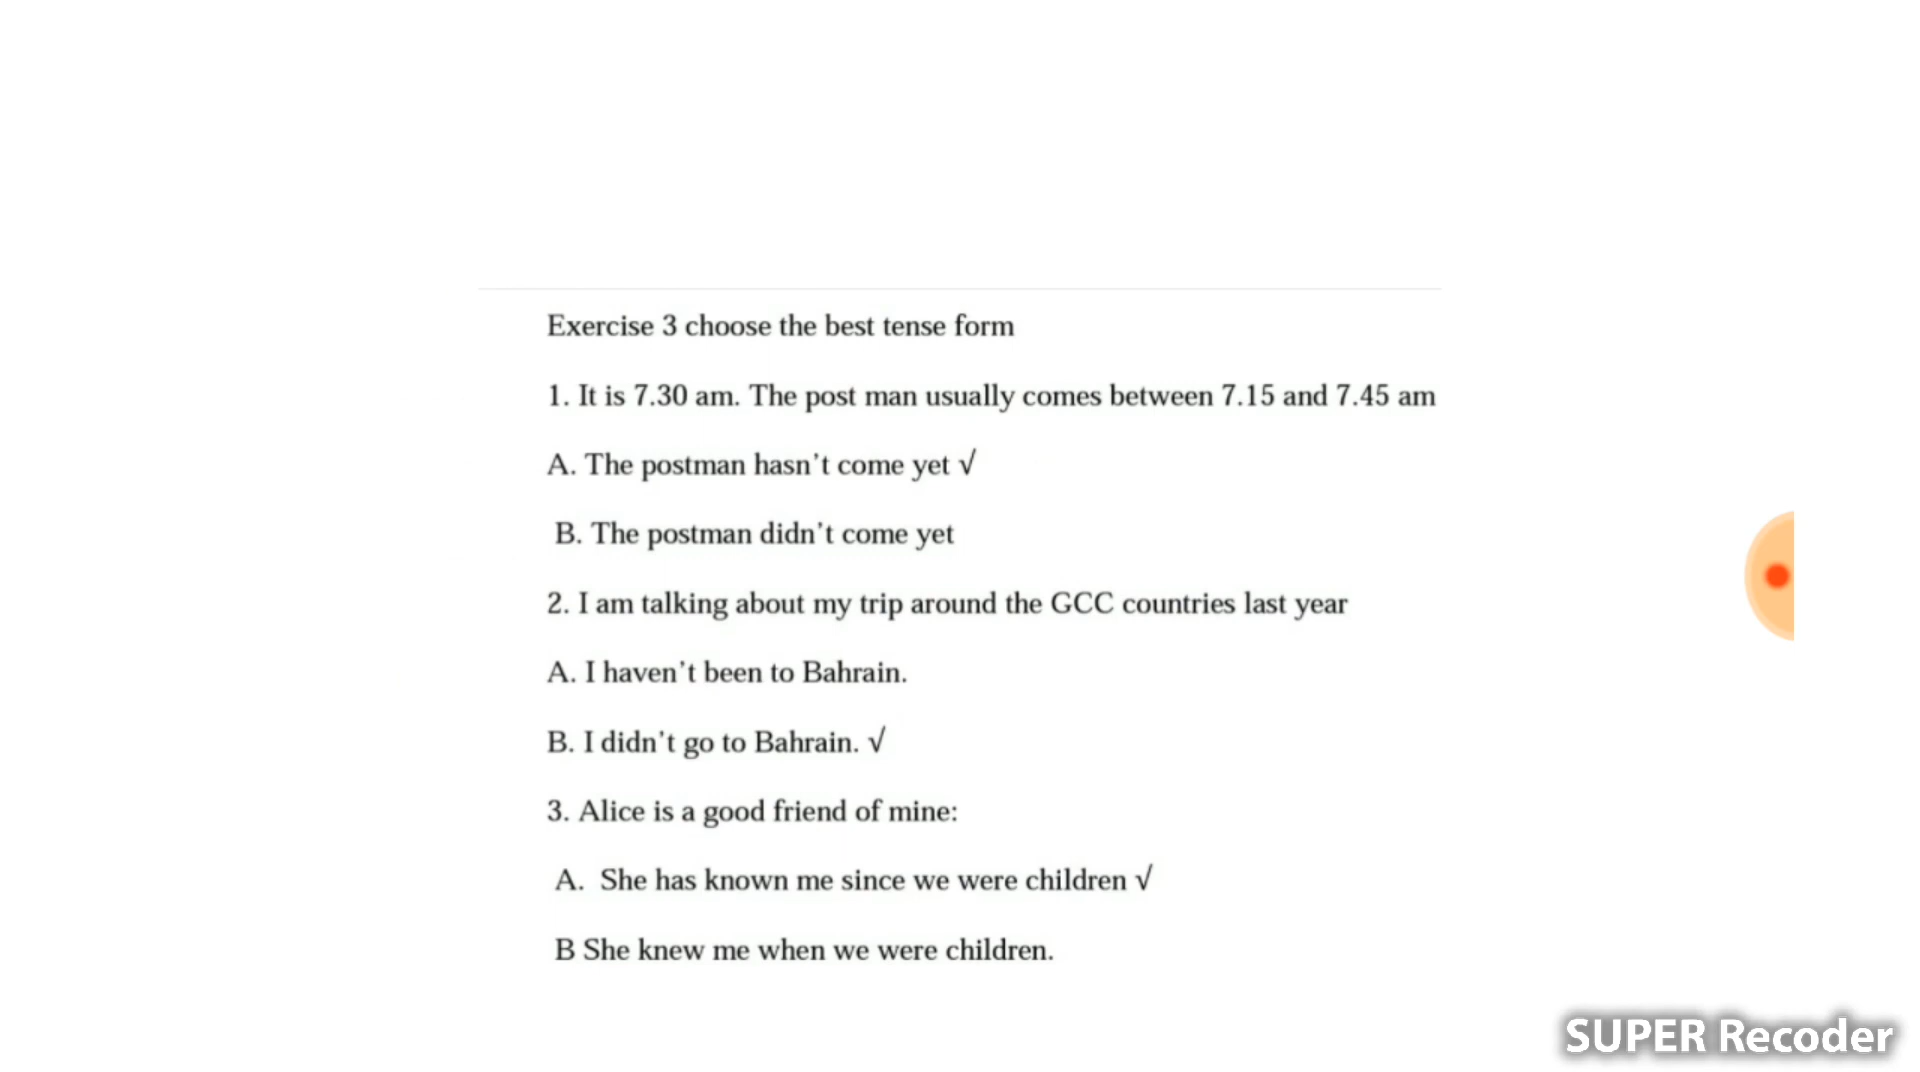 Exercise 3 choose the best tense form
1. It is 7.30 am. The post man usually comes between 7.15 and 7.45 am
A. The postman hasn't come yet √
B. The postman didn't come yet
2. I am talking about my trip around the GCC countries last year
A. I haven't been to Bahrain.
B. I didn't go to Bahrain. √
3. Alice is a good friend of mine:
A. She has known me since we were children √
B She knew me when we were children.
SUPER Recoder